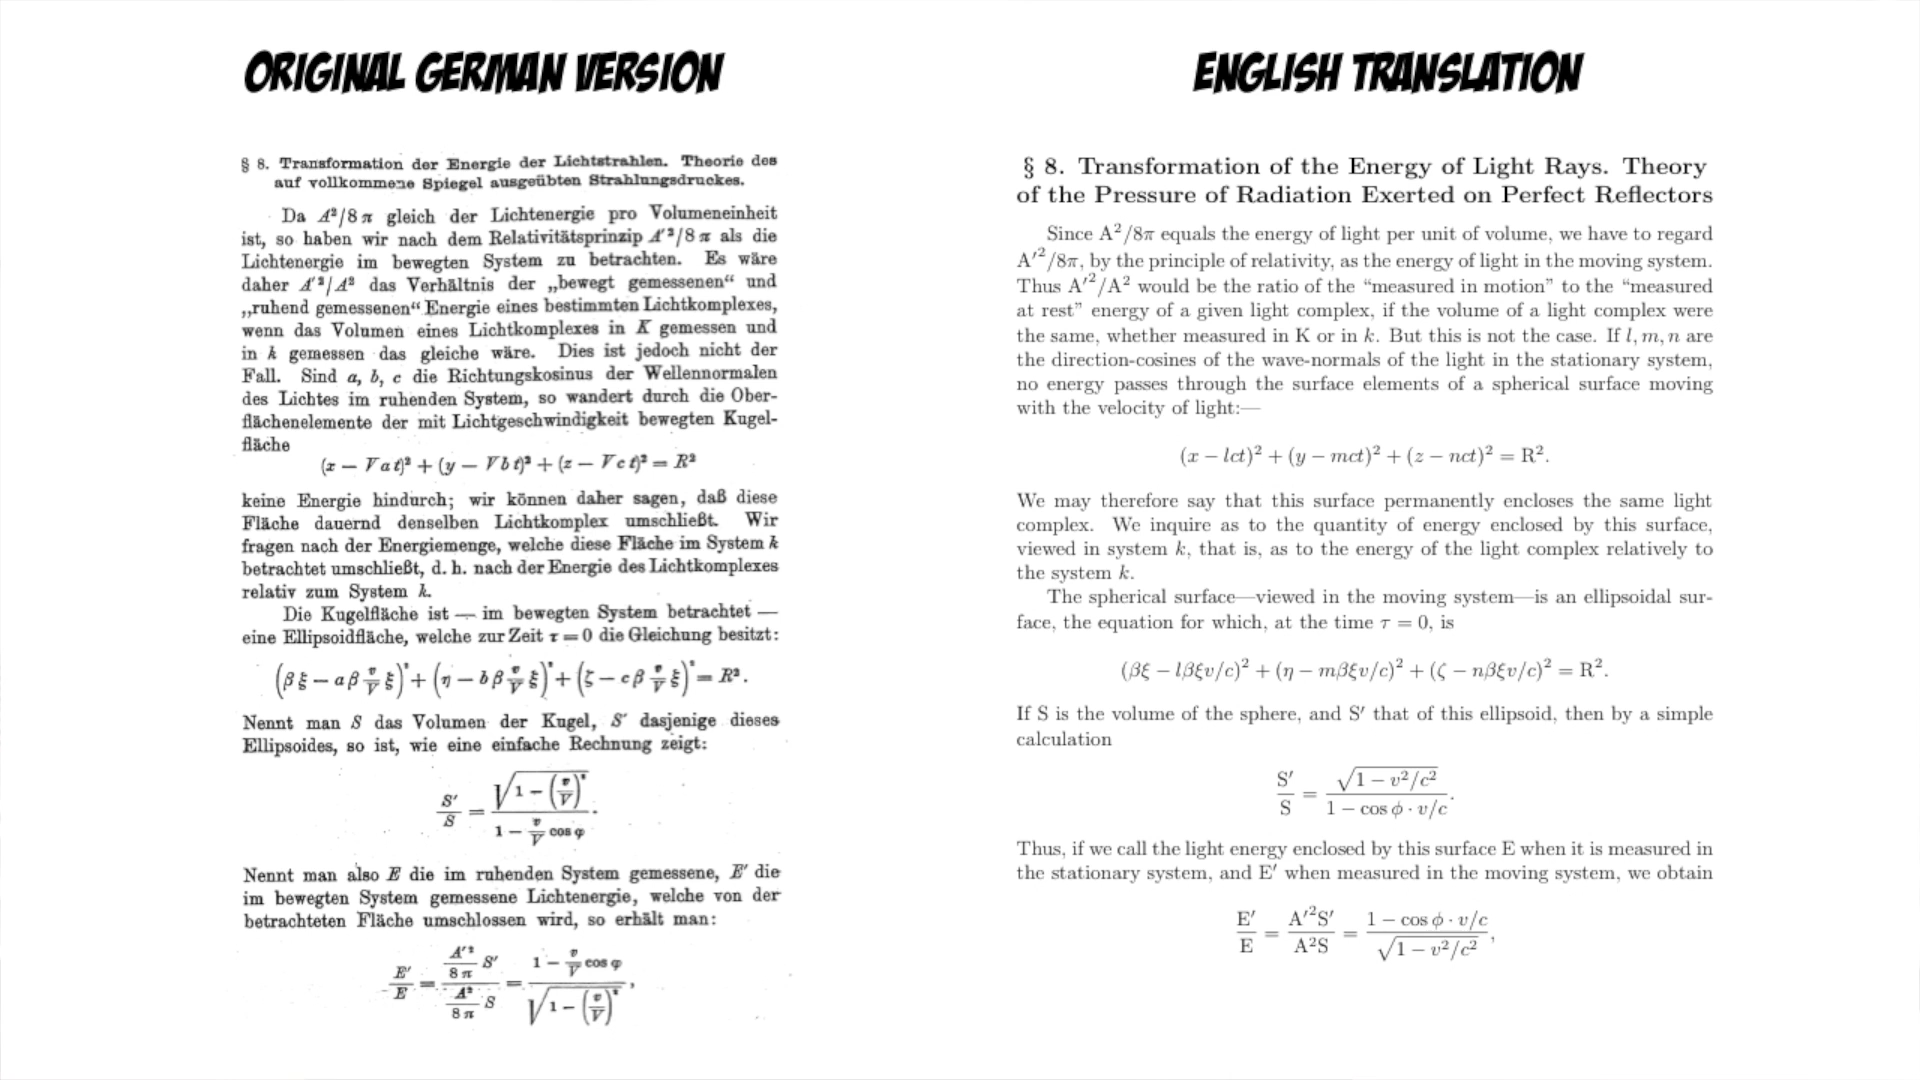 ORIGINAL GERMAN VERSION
§ 8. Transformation der Energie der Lichtstrahlen. Theorie des
auf vollkommene Spiegel ausgeübten Strahlungsdruckes.
Da A²/8π gleich der Lichtenergie pro Volumeneinheit
ist, so haben wir nach dem Relativitätsprinzip A′²/8π als die
Lichtenergie im bewegten System zu betrachten. Es wäre
daher A′²/A² das Verhältnis der „bewegt gemessenen“ und
„ruhend gemessenen“ Energie eines bestimmten Lichtkomplexes,
wenn das Volumen eines Lichtkomplexes in K gemessen und
in k gemessen das gleiche wäre. Dies ist jedoch nicht der
Fall. Sind a, b, c die Richtungskosinus der Wellennormalen
des Lichtes im ruhenden System, so wandert durch die Ober-
flächenelemente der mit Lichtgeschwindigkeit bewegten Kugel-
fläche
(x − V a t)² + (y − V b t)² + (z − V c t)² = R²
keine Energie hindurch; wir können daher sagen, daß diese
Fläche dauernd denselben Lichtkomplex umschließt. Wir
fragen nach der Energiemenge, welche diese Fläche im System k
betrachtet umschließt, d. h. nach der Energie des Lichtkomplexes
relativ zum System k.
Die Kugelfläche ist — im bewegten System betrachtet —
eine Ellipsoidfläche, welche zur Zeit τ = 0 die Gleichung besitzt:
(β ξ − a β v/V ξ)² + (η − b β v/V ξ)² + (ζ − c β v/V ξ)² = R².
Nennt man S das Volumen der Kugel, S′ dasjenige dieses
Ellipsoides, so ist, wie eine einfache Rechnung zeigt:
S′/S = √(1 − (v/V)²) / (1 − v/V cos φ).
Nennt man also E die im ruhenden System gemessene, E′ die
im bewegten System gemessene Lichtenergie, welche von der
betrachteten Fläche umschlossen wird, so erhält man:
E′/E = (A′²/8π S′) / (A²/8π S) = (1 − v/V cos φ) / √(1 − (v/V)²),
ENGLISH TRANSLATION
§ 8. Transformation of the Energy of Light Rays. Theory
of the Pressure of Radiation Exerted on Perfect Reflectors
Since A²/8π equals the energy of light per unit of volume, we have to regard
A′²/8π, by the principle of relativity, as the energy of light in the moving system.
Thus A′²/A² would be the ratio of the “measured in motion” to the “measured
at rest” energy of a given light complex, if the volume of a light complex were
the same, whether measured in K or in k. But this is not the case. If l, m, n are
the direction-cosines of the wave-normals of the light in the stationary system,
no energy passes through the surface elements of a spherical surface moving
with the velocity of light:—
(x − lct)² + (y − mct)² + (z − nct)² = R².
We may therefore say that this surface permanently encloses the same light
complex. We inquire as to the quantity of energy enclosed by this surface,
viewed in system k, that is, as to the energy of the light complex relatively to
the system k.
The spherical surface—viewed in the moving system—is an ellipsoidal sur-
face, the equation for which, at the time τ = 0, is
(βξ − lβξv/c)² + (η − mβξv/c)² + (ζ − nβξv/c)² = R².
If S is the volume of the sphere, and S′ that of this ellipsoid, then by a simple
calculation
S′/S = √(1 − v²/c²) / (1 − cos ϕ · v/c).
Thus, if we call the light energy enclosed by this surface E when it is measured in
the stationary system, and E′ when measured in the moving system, we obtain
E′/E = A′²S′/A²S = (1 − cos ϕ · v/c) / √(1 − v²/c²),